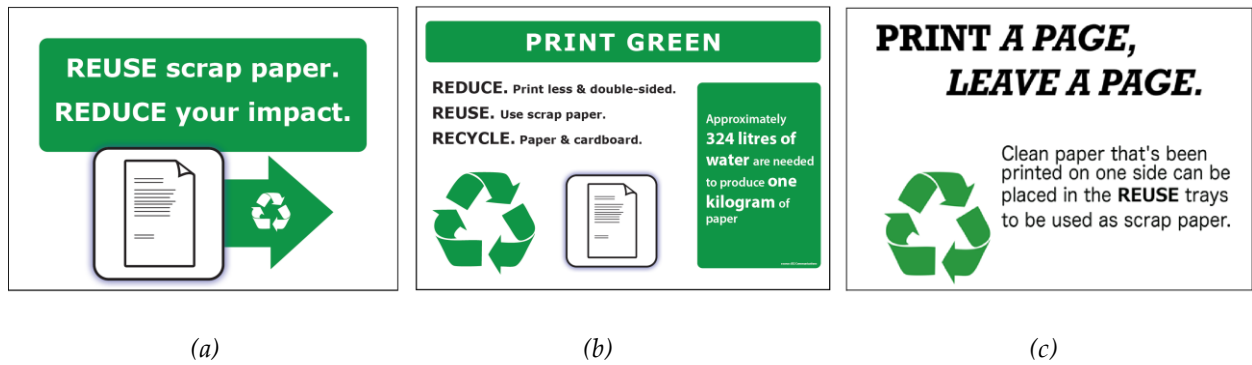 REUSE scrap paper.
REDUCE your impact.
PRINT GREEN
REDUCE. Print less & double-sided.
REUSE. Use scrap paper.
RECYCLE. Paper & cardboard.
Approximately
324 litres of
water are needed
to produce one
kilogram of
paper
PRINT A PAGE,
LEAVE A PAGE.
Clean paper that's been
printed on one side can be
placed in the REUSE trays
to be used as scrap paper.
(a)
(b)
(c)